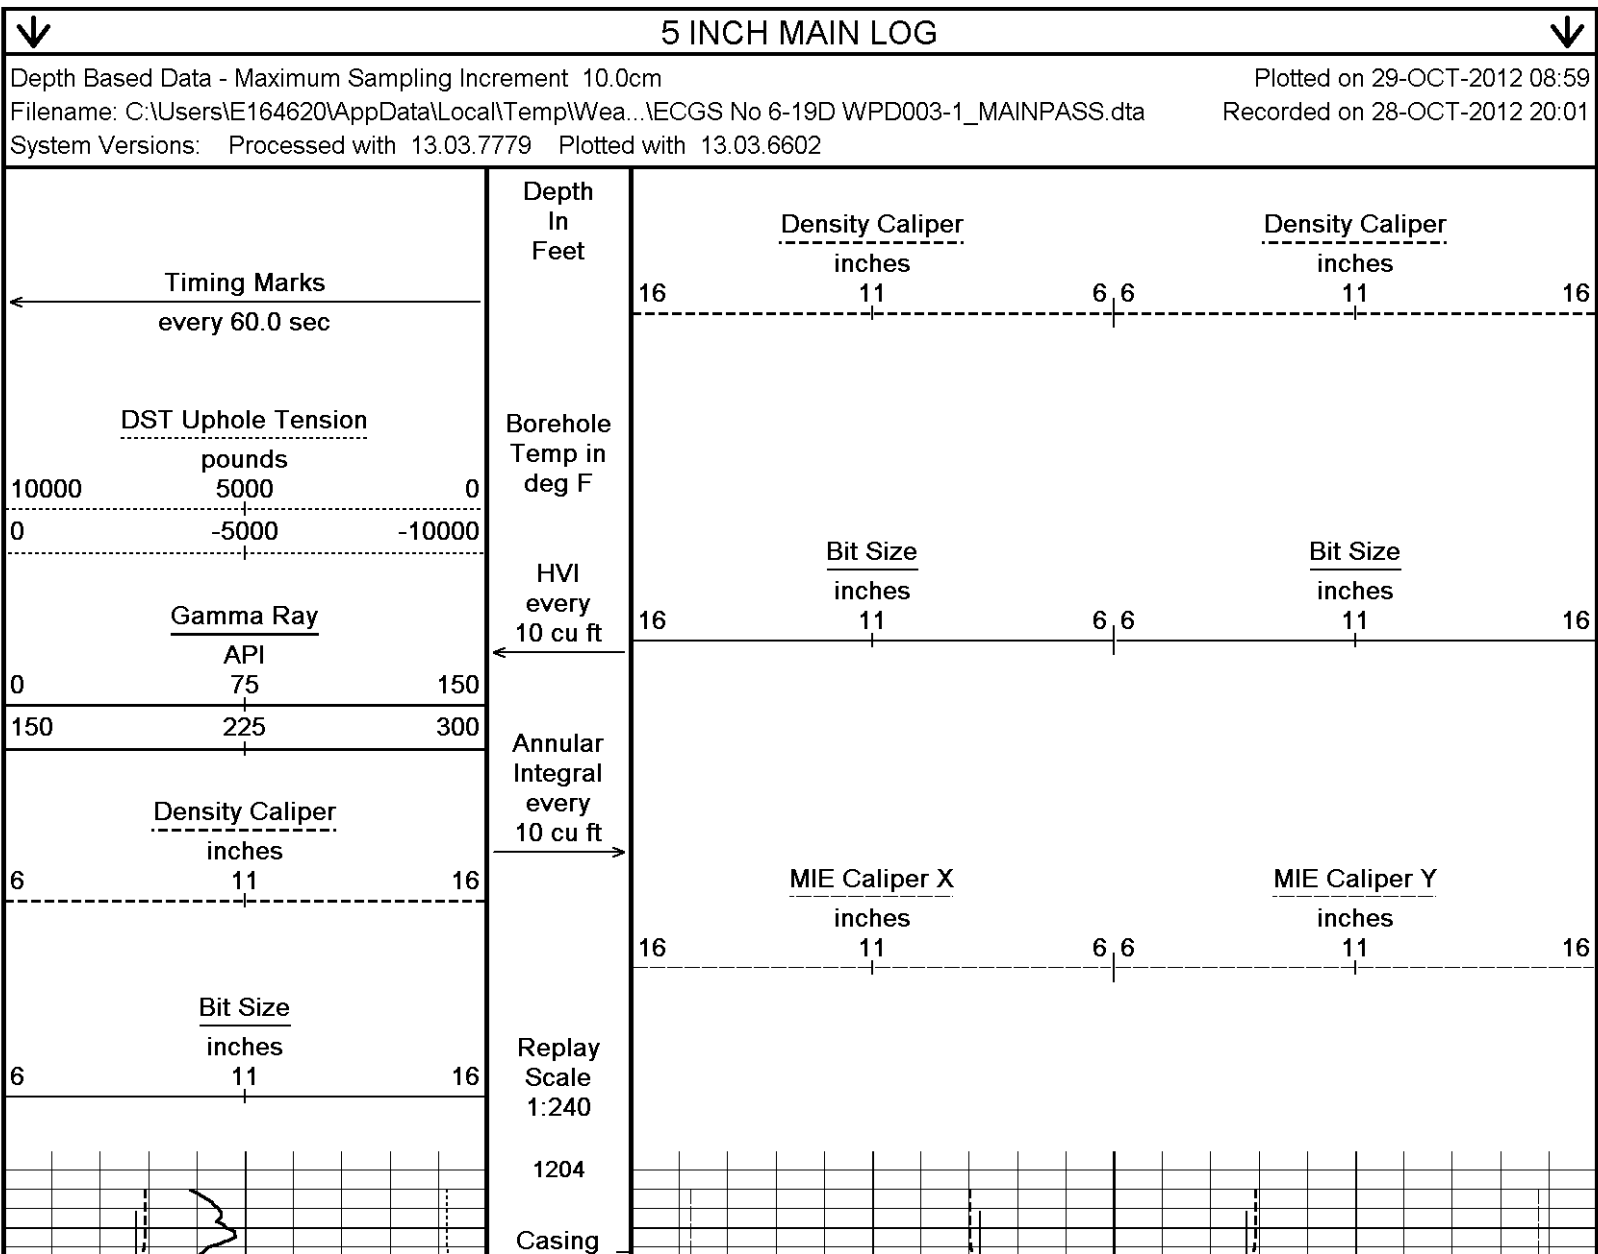 5 INCH MAIN LOG
Depth Based Data - Maximum Sampling Increment 10.0cm
Plotted on 29-OCT-2012 08:59
Filename: C:\Users\E164620\AppData\Local\Temp\Wea...\ECGS No 6-19D WPD003-1_MAINPASS.dta
Recorded on 28-OCT-2012 20:01
System Versions: Processed with 13.03.7779 Plotted with 13.03.6602
Timing Marks
every 60.0 sec
DST Uphole Tension
pounds
10000 5000 0
0 -5000 -10000
Gamma Ray
API
0 75 150
150 225 300
Density Caliper
inches
6 11 16
Bit Size
inches
6 11 16
Depth
In
Feet
Borehole
Temp in
deg F
HVI
every
10 cu ft
Annular
Integral
every
10 cu ft
Replay
Scale
1:240
1204
Casing
Density Caliper
inches
16 11 6
Density Caliper
inches
6 11 16
Bit Size
inches
16 11 6
Bit Size
inches
6 11 16
MIE Caliper X
inches
16 11 6
MIE Caliper Y
inches
6 11 16